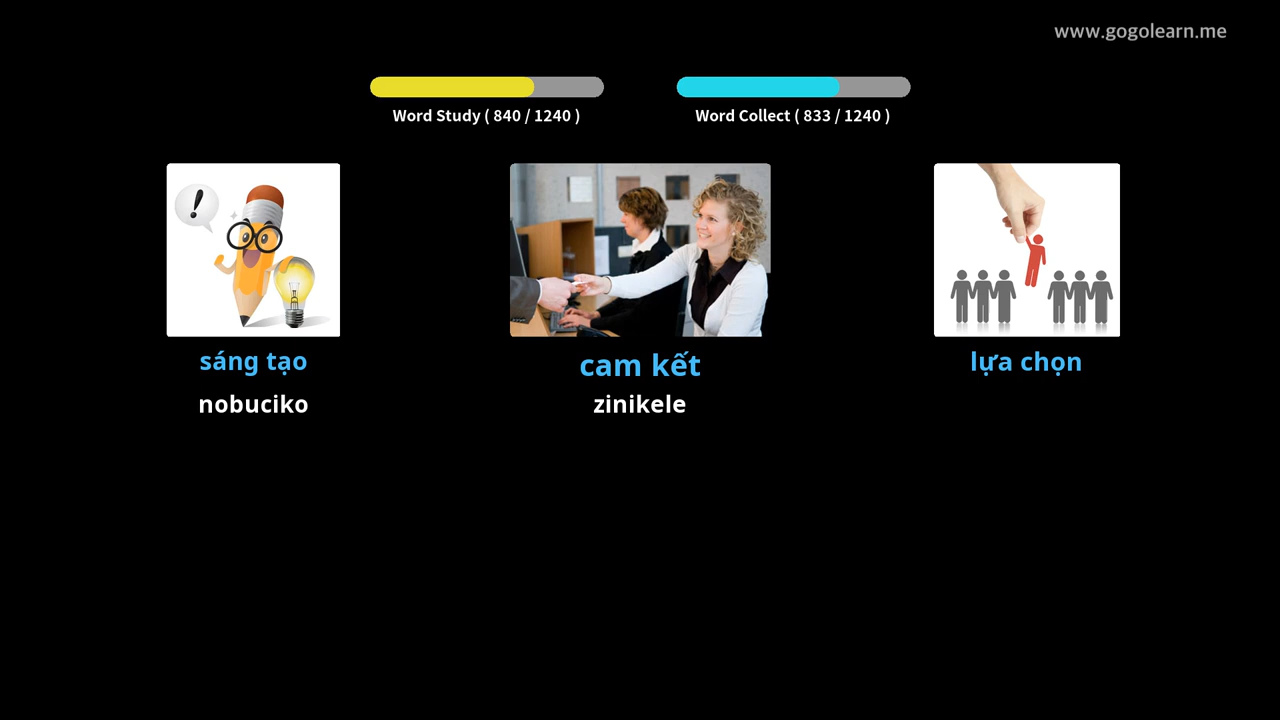 www.gogolearn.me
Word Study ( 840 / 1240 )
Word Collect ( 833 / 1240 )
!
sáng tạo
cam kết
lựa chọn
nobuciko
zinikele